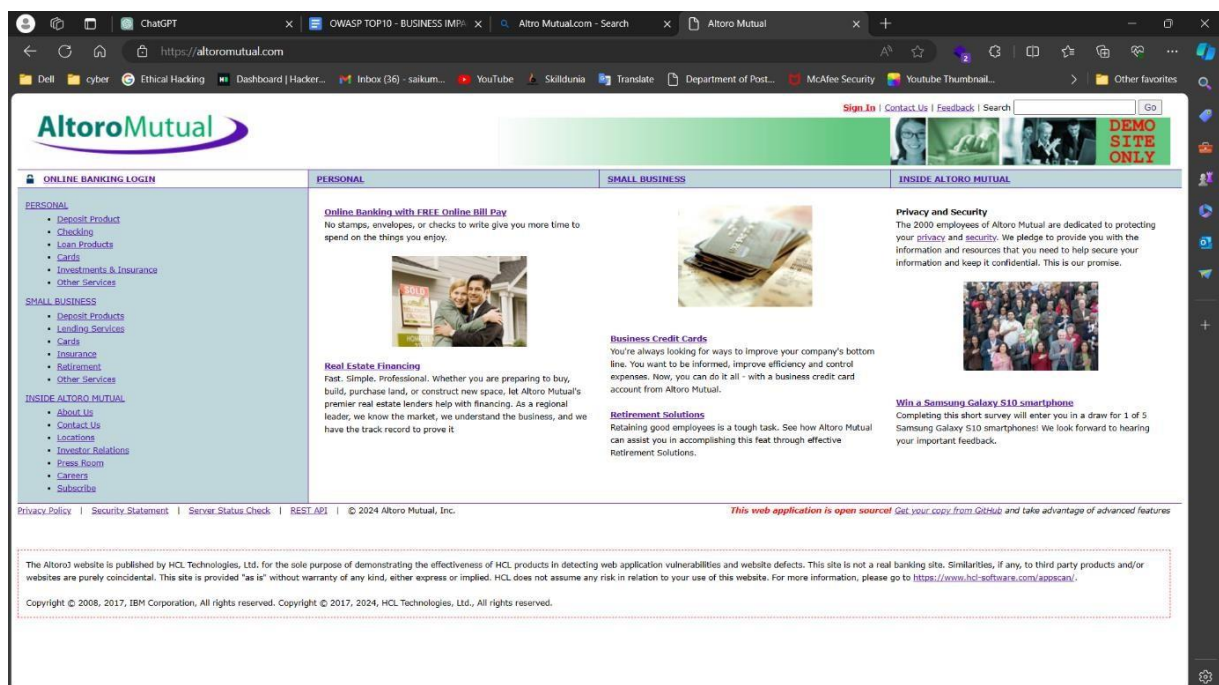 ChatGPT
OWASP TOP10 - BUSINESS IMPA
Altro Mutual.com - Search
Altoro Mutual
https://altoromutual.com
Dell
cyber
Ethical Hacking
Dashboard | Hacker...
Inbox (36) - saikum...
YouTube
Skilldunia
Translate
Department of Post...
McAfee Security
Youtube Thumbnail...
Other favorites
Sign In | Contact Us | Feedback | Search
Go
AltoroMutual
DEMO
SITE
ONLY
ONLINE BANKING LOGIN
PERSONAL
SMALL BUSINESS
INSIDE ALTORO MUTUAL
PERSONAL
• Deposit Product
• Checking
• Loan Products
• Cards
• Investments & Insurance
• Other Services
SMALL BUSINESS
• Deposit Products
• Lending Services
• Cards
• Insurance
• Retirement
• Other Services
INSIDE ALTORO MUTUAL
• About Us
• Contact Us
• Locations
• Investor Relations
• Press Room
• Careers
• Subscribe
Online Banking with FREE Online Bill Pay
No stamps, envelopes, or checks to write give you more time to
spend on the things you enjoy.
SOLD
Real Estate Financing
Fast. Simple. Professional. Whether you are preparing to buy,
build, purchase land, or construct new space, let Altoro Mutual's
premier real estate lenders help with financing. As a regional
leader, we know the market, we understand the business, and we
have the track record to prove it
Business Credit Cards
You're always looking for ways to improve your company's bottom
line. You want to be informed, improve efficiency and control
expenses. Now, you can do it all - with a business credit card
account from Altoro Mutual.
Retirement Solutions
Retaining good employees is a tough task. See how Altoro Mutual
can assist you in accomplishing this feat through effective
Retirement Solutions.
Privacy and Security
The 2000 employees of Altoro Mutual are dedicated to protecting
your privacy and security. We pledge to provide you with the
information and resources that you need to help secure your
information and keep it confidential. This is our promise.
Win a Samsung Galaxy S10 smartphone
Completing this short survey will enter you in a draw for 1 of 5
Samsung Galaxy S10 smartphones! We look forward to hearing
your important feedback.
Privacy Policy | Security Statement | Server Status Check | REST API | © 2024 Altoro Mutual, Inc.
This web application is open source! Get your copy from GitHub and take advantage of advanced features
The AltoroJ website is published by HCL Technologies, Ltd. for the sole purpose of demonstrating the effectiveness of HCL products in detecting web application vulnerabilities and website defects. This site is not a real banking site. Similarities, if any, to third party products and/or
websites are purely coincidental. This site is provided "as is" without warranty of any kind, either express or implied. HCL does not assume any risk in relation to your use of this website. For more information, please go to https://www.hcl-software.com/appscan/.
Copyright © 2008, 2017, IBM Corporation, All rights reserved. Copyright © 2017, 2024, HCL Technologies, Ltd., All rights reserved.